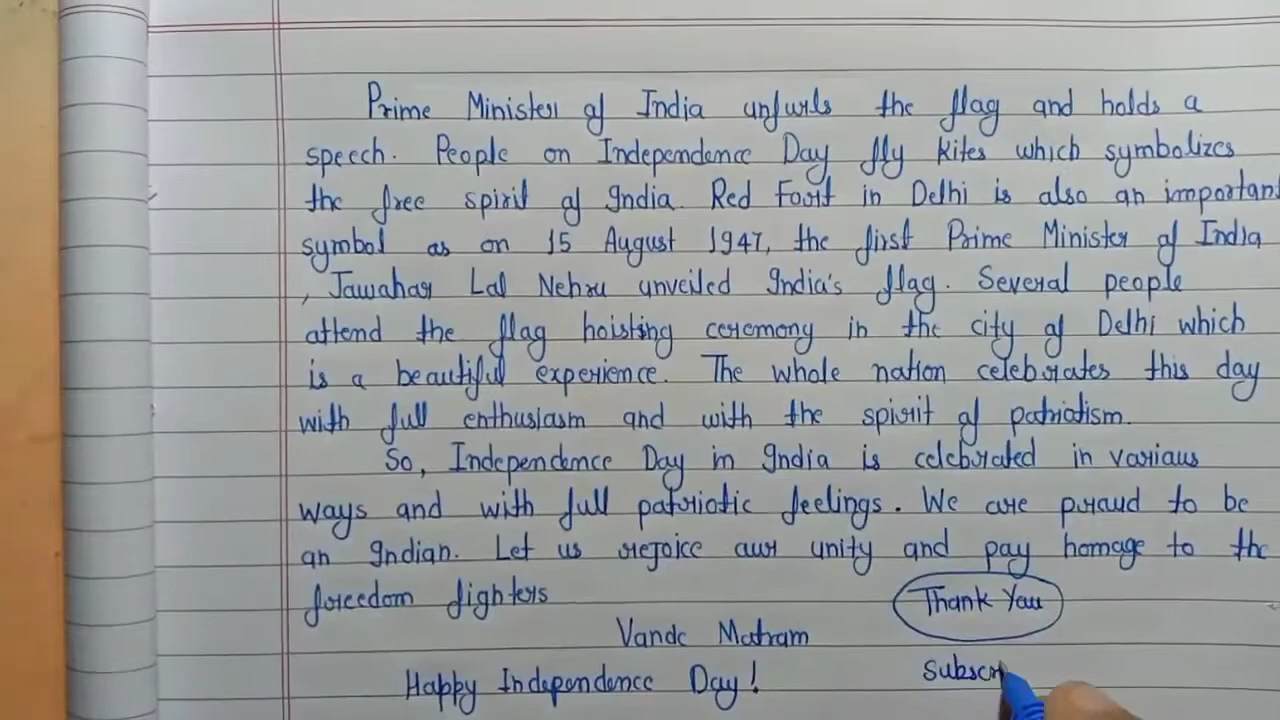 Prime Minister of India unfurls the flag and holds a
speech. People on Independence Day fly kites which symbolizes
the free spirit of India. Red Foort in Delhi is also an important
symbol as on 15 August 1947, the first Prime Minister of India
, Jawahar Lal Nehru unveiled India's flag. Several people
attend the flag hoisting ceremony in the city of Delhi which
is a beautiful experience. The whole nation celebrates this day
with full enthusiasm and with the spirit of patriotism.
So, Independence Day in India is celebrated in various
ways and with full patriotic feelings. We are proud to be
an Indian. Let us rejoice our unity and pay homage to the
freedom fighters
Thank You
Vande Matram
Happy Independence Day!
Subscr